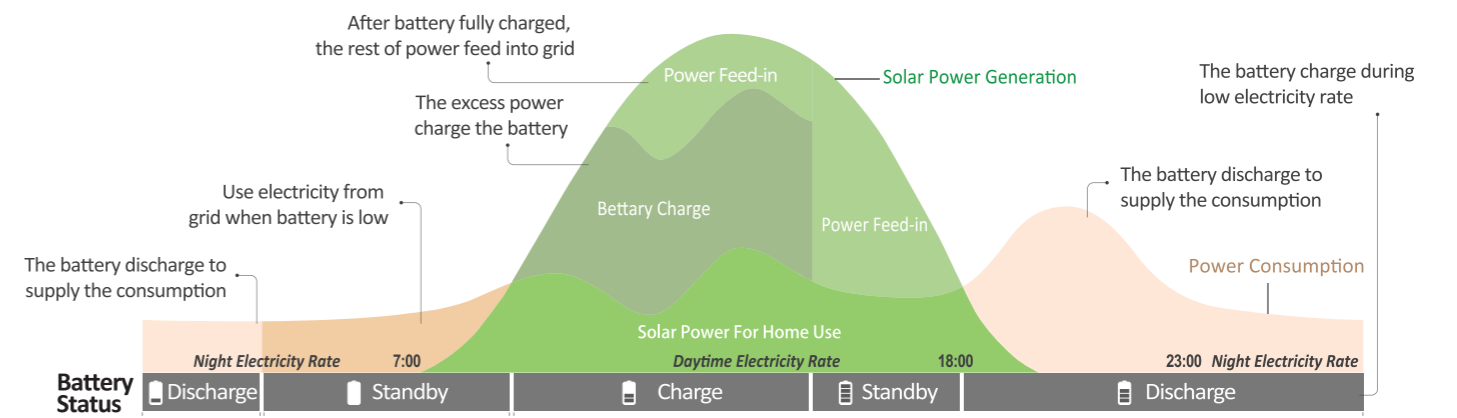 After battery fully charged,
the rest of power feed into grid
Power Feed-in
Solar Power Generation
The battery charge during
low electricity rate
The excess power
charge the battery
Use electricity from
grid when battery is low
The battery discharge to
supply the consumption
Bettary Charge
Power Feed-in
The battery discharge to
supply the consumption
Power Consumption
Solar Power For Home Use
Night Electricity Rate
7:00
Daytime Electricity Rate
18:00
23:00 Night Electricity Rate
Battery
Status
Discharge
Standby
Charge
Standby
Discharge